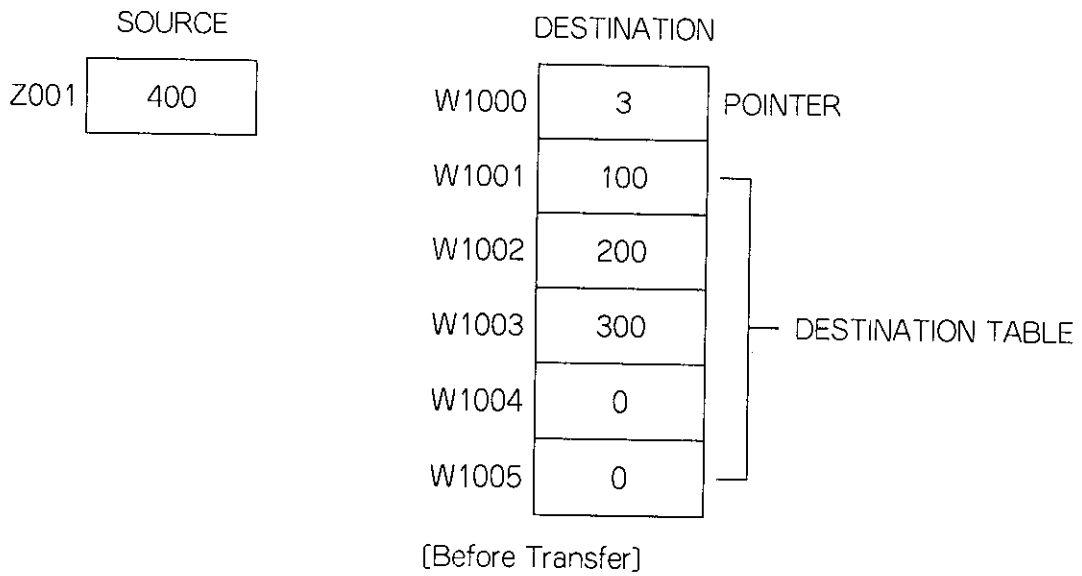 SOURCE
DESTINATION
Z001 400
W1000 3 POINTER
W1001 100
W1002 200
W1003 300
DESTINATION TABLE
W1004 0
W1005 0
[Before Transfer]